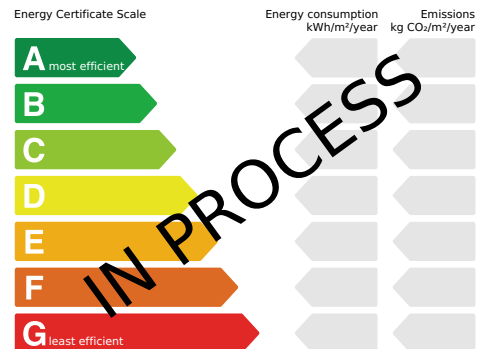 Energy Certificate Scale
Energy consumption
kWh/m²/year
Emissions
kg CO₂/m²/year
A most efficient
B
C
D
E
F
G least efficient
IN PROCESS